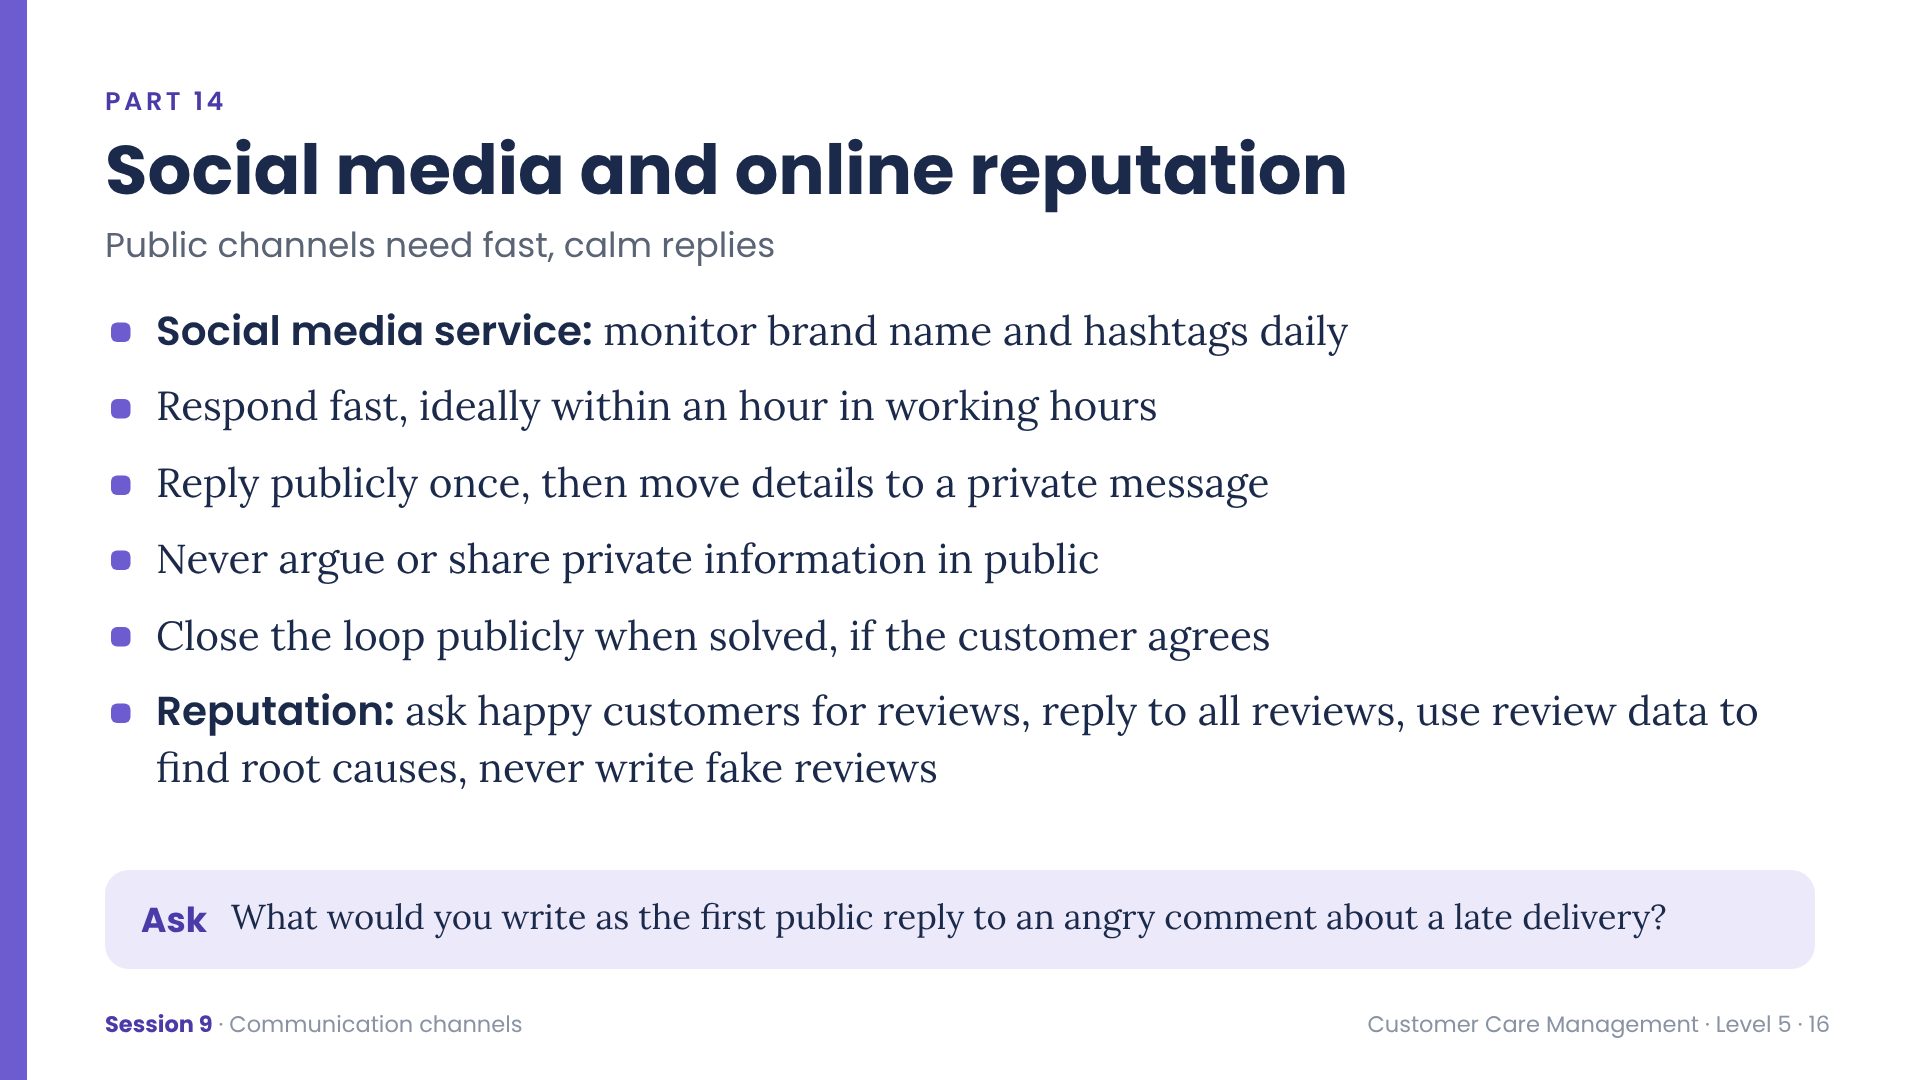 PART 14
Social media and online reputation
Public channels need fast, calm replies
Social media service: monitor brand name and hashtags daily
Respond fast, ideally within an hour in working hours
Reply publicly once, then move details to a private message
Never argue or share private information in public
Close the loop publicly when solved, if the customer agrees
Reputation: ask happy customers for reviews, reply to all reviews, use review data to
find root causes, never write fake reviews
Ask What would you write as the first public reply to an angry comment about a late delivery?
Session 9 · Communication channels
Customer Care Management · Level 5 · 16